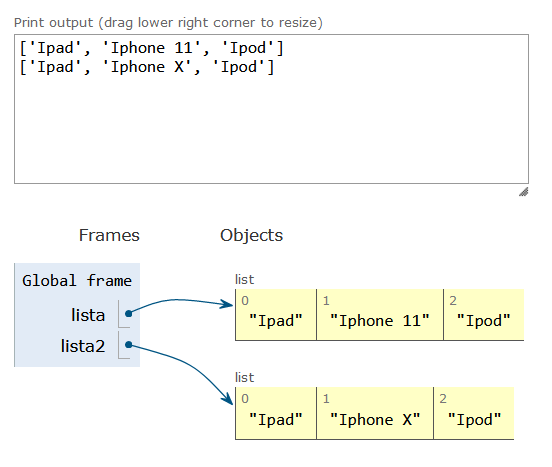 Print output (drag lower right corner to resize)
['Ipad', 'Iphone 11', 'Ipod']
['Ipad', 'Iphone X', 'Ipod']
Frames Objects
Global frame
lista
lista2
list
0 1 2
"Ipad" "Iphone 11" "Ipod"
list
0 1 2
"Ipad" "Iphone X" "Ipod"